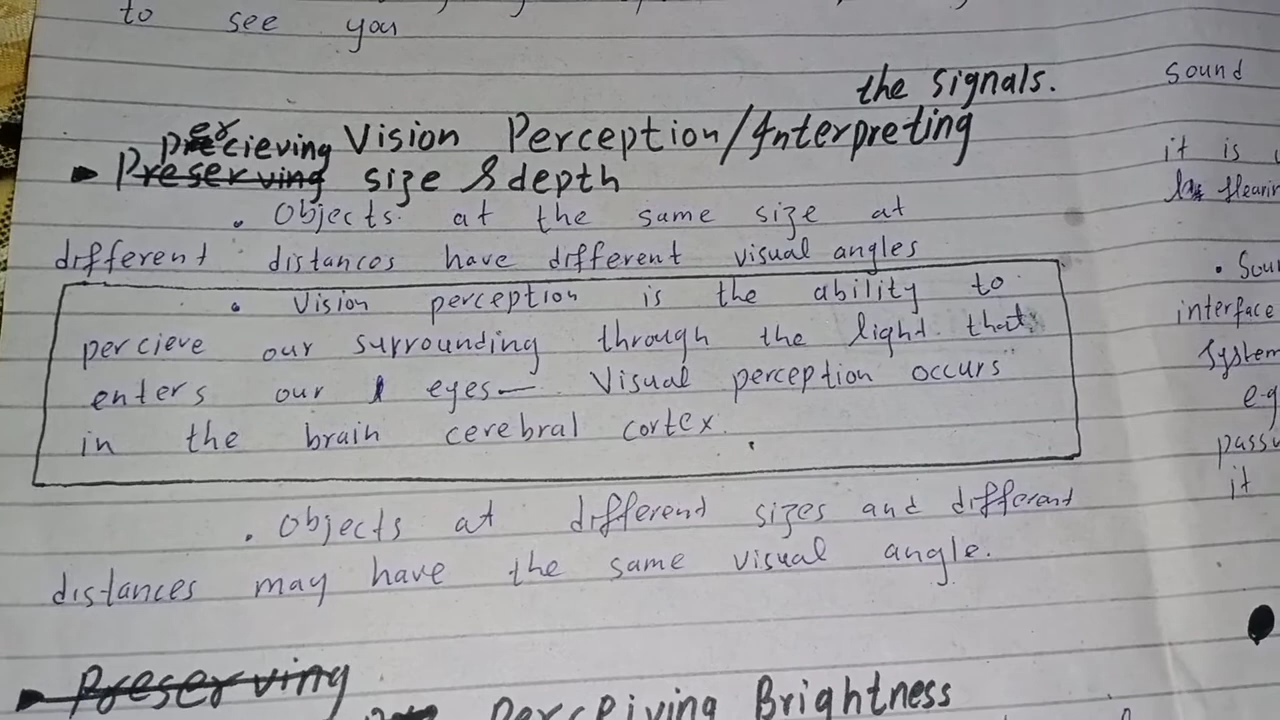 to see you
the signals.
Vision Perception/Interpreting
Percieving
Preserving size & depth
. Objects at the same size at
different distances have different visual angles
. Vision perception is the ability to
percieve our surrounding through the light that
enters our eyes— Visual perception occurs
in the brain cerebral cortex.
. Objects at different sizes and different
distances may have the same visual angle.
Preserving
Perceiving Brightness
sound
it is
• Soun
interface
System
e.g
it